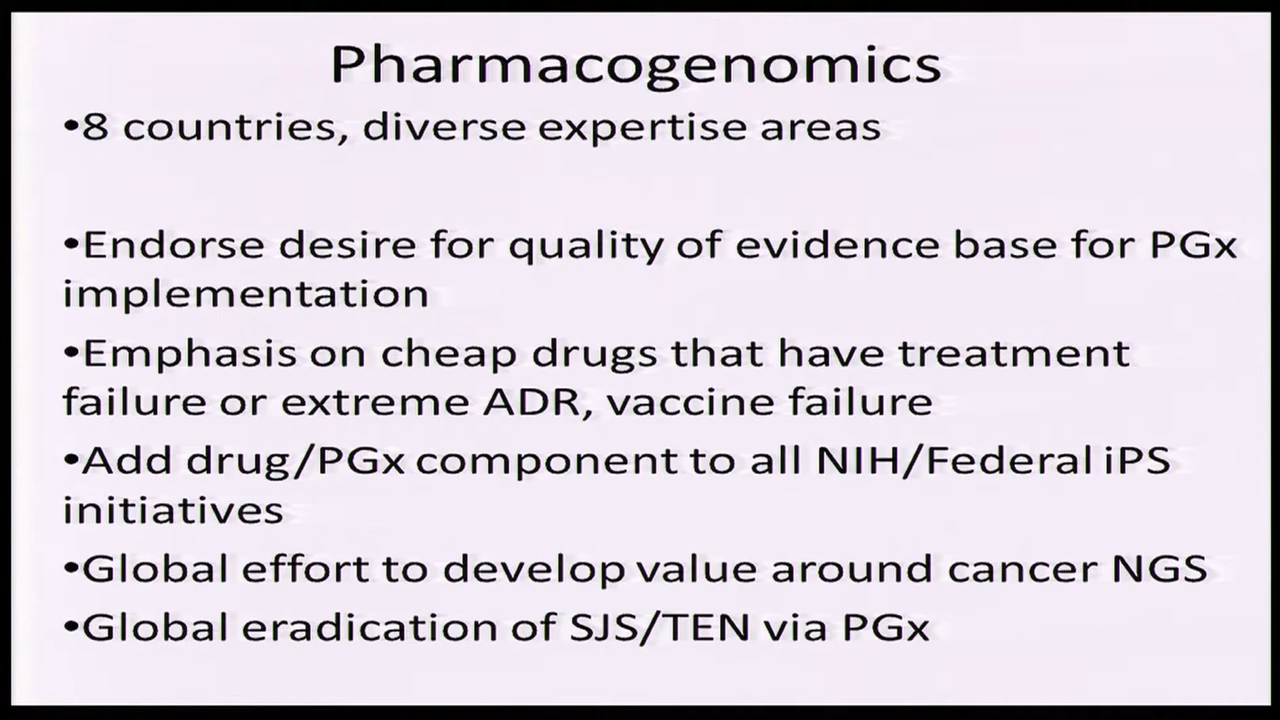 Pharmacogenomics
•8 countries, diverse expertise areas
•Endorse desire for quality of evidence base for PGx
implementation
•Emphasis on cheap drugs that have treatment
failure or extreme ADR, vaccine failure
•Add drug/PGx component to all NIH/Federal iPS
initiatives
•Global effort to develop value around cancer NGS
•Global eradication of SJS/TEN via PGx